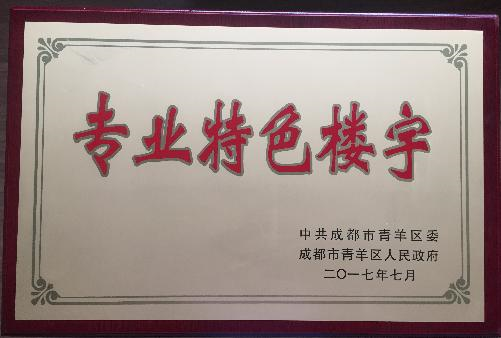 专业特色楼宇
中共成都市青羊区委
成都市青羊区人民政府
二〇一七年七月